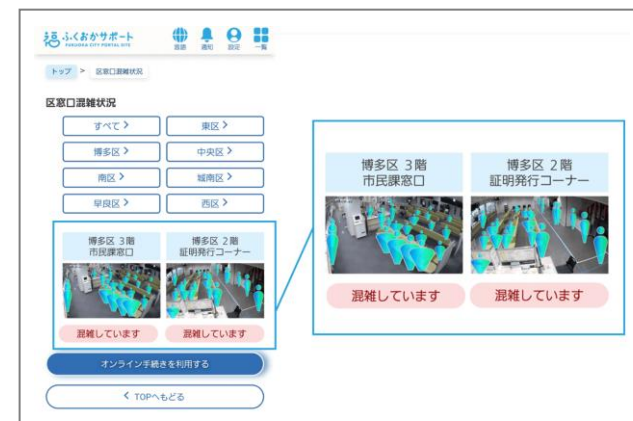 ふくおかサポート
FUKUOKA CITY PORTAL SITE
言語 通知 設定 一覧
トップ > 区窓口混雑状況
区窓口混雑状況
すべて > 東区 >
博多区 > 中央区 >
南区 > 城南区 >
早良区 > 西区 >
博多区 3階 博多区 2階
市民課窓口 証明発行コーナー
混雑しています 混雑しています
オンライン手続きを利用する
< TOPへもどる
博多区 3階 博多区 2階
市民課窓口 証明発行コーナー
混雑しています 混雑しています